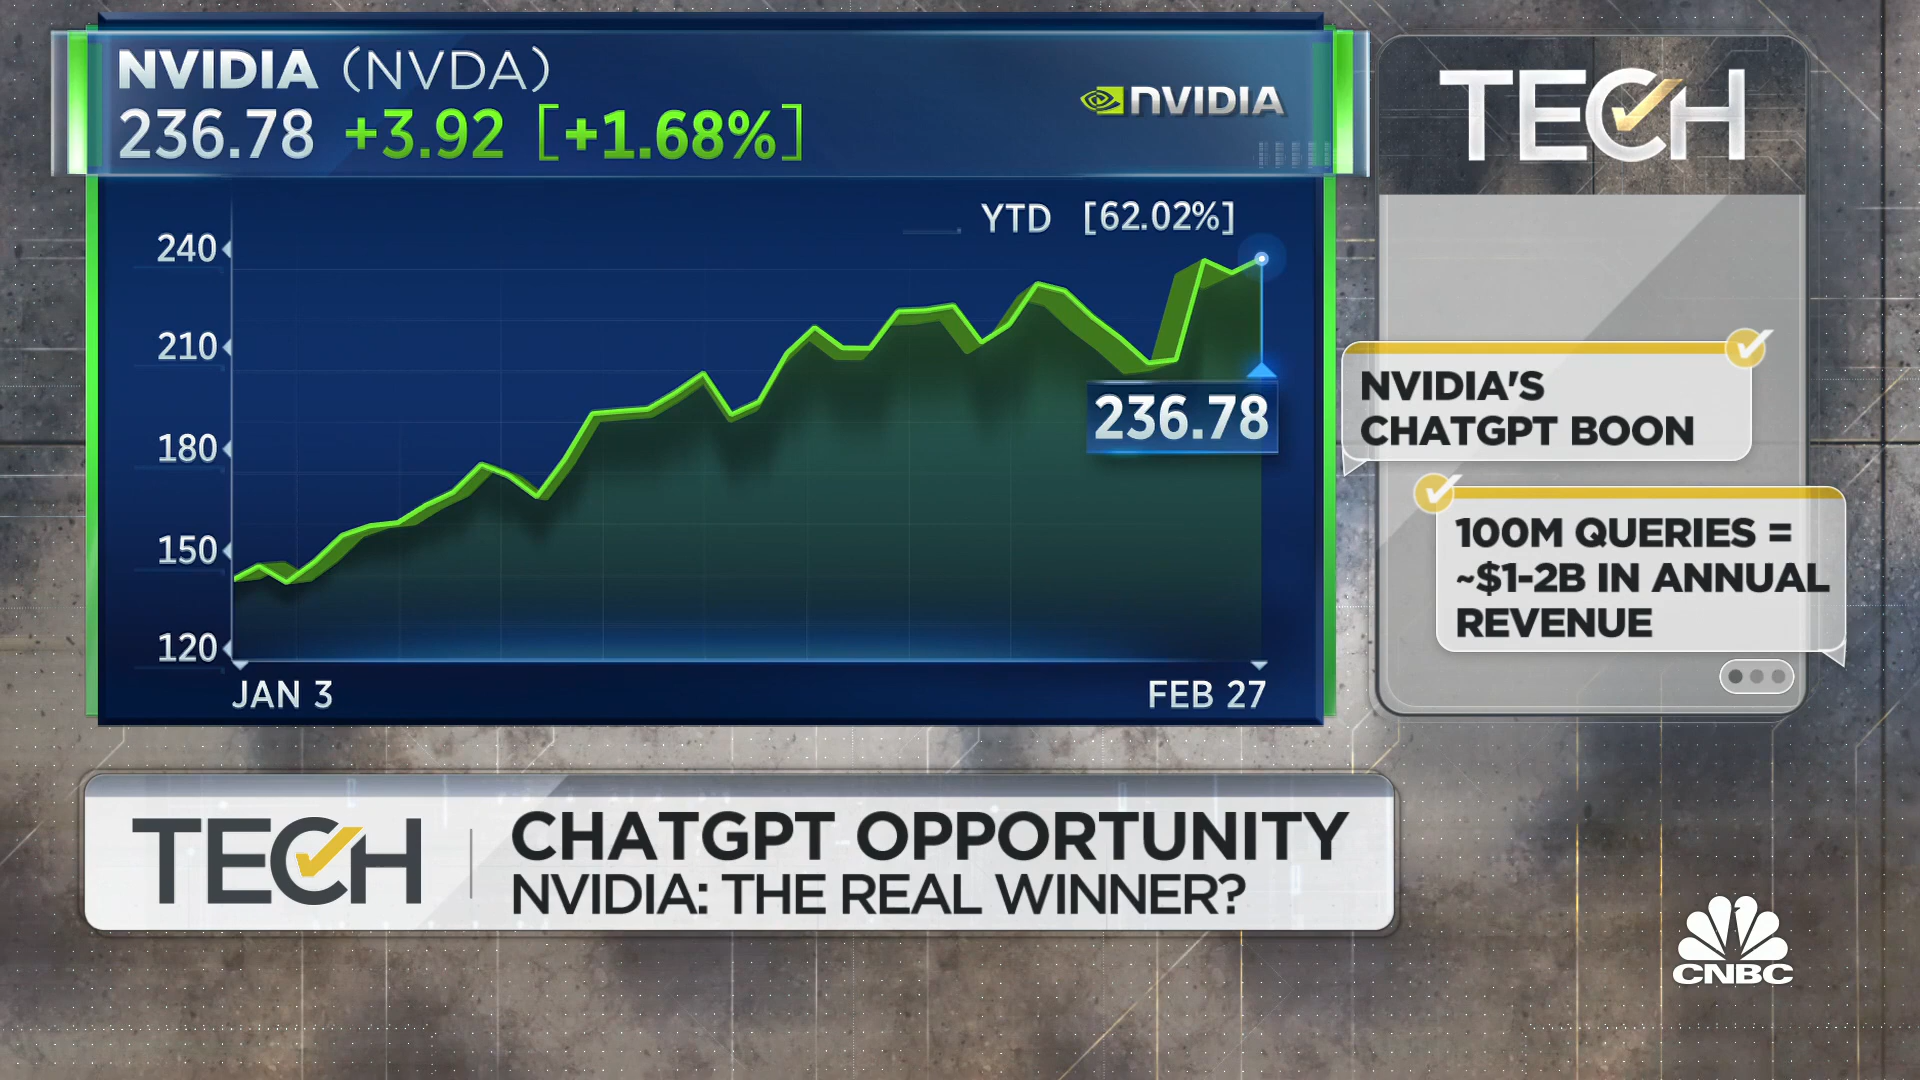 NVIDIA (NVDA)
236.78 +3.92 [+1.68%]
NVIDIA
YTD [62.02%]
240
210
180
150
120
236.78
JAN 3 FEB 27
TECH
NVIDIA'S
CHATGPT BOON
100M QUERIES =
~$1-2B IN ANNUAL
REVENUE
TECH
CHATGPT OPPORTUNITY
NVIDIA: THE REAL WINNER?
CNBC